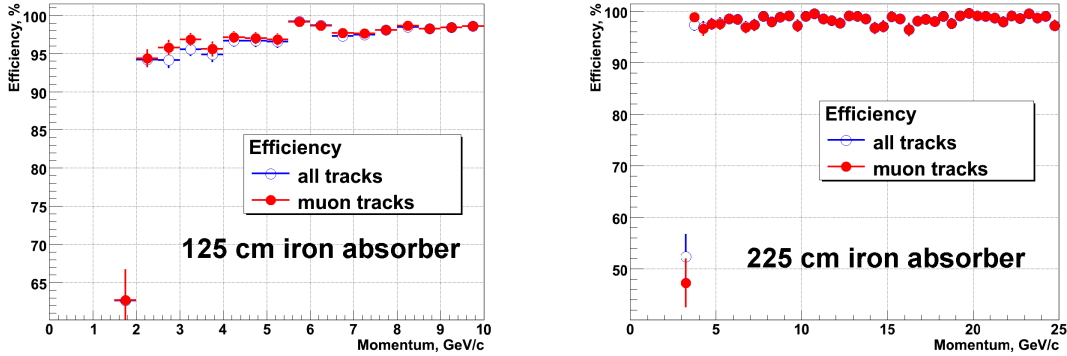 Efficiency, %
100
95
90
85
80
75
70
65
Efficiency
all tracks
muon tracks
125 cm iron absorber
0 1 2 3 4 5 6 7 8 9 10
Momentum, GeV/c
Efficiency, %
100
90
80
70
60
50
Efficiency
all tracks
muon tracks
225 cm iron absorber
0 5 10 15 20 25
Momentum, GeV/c